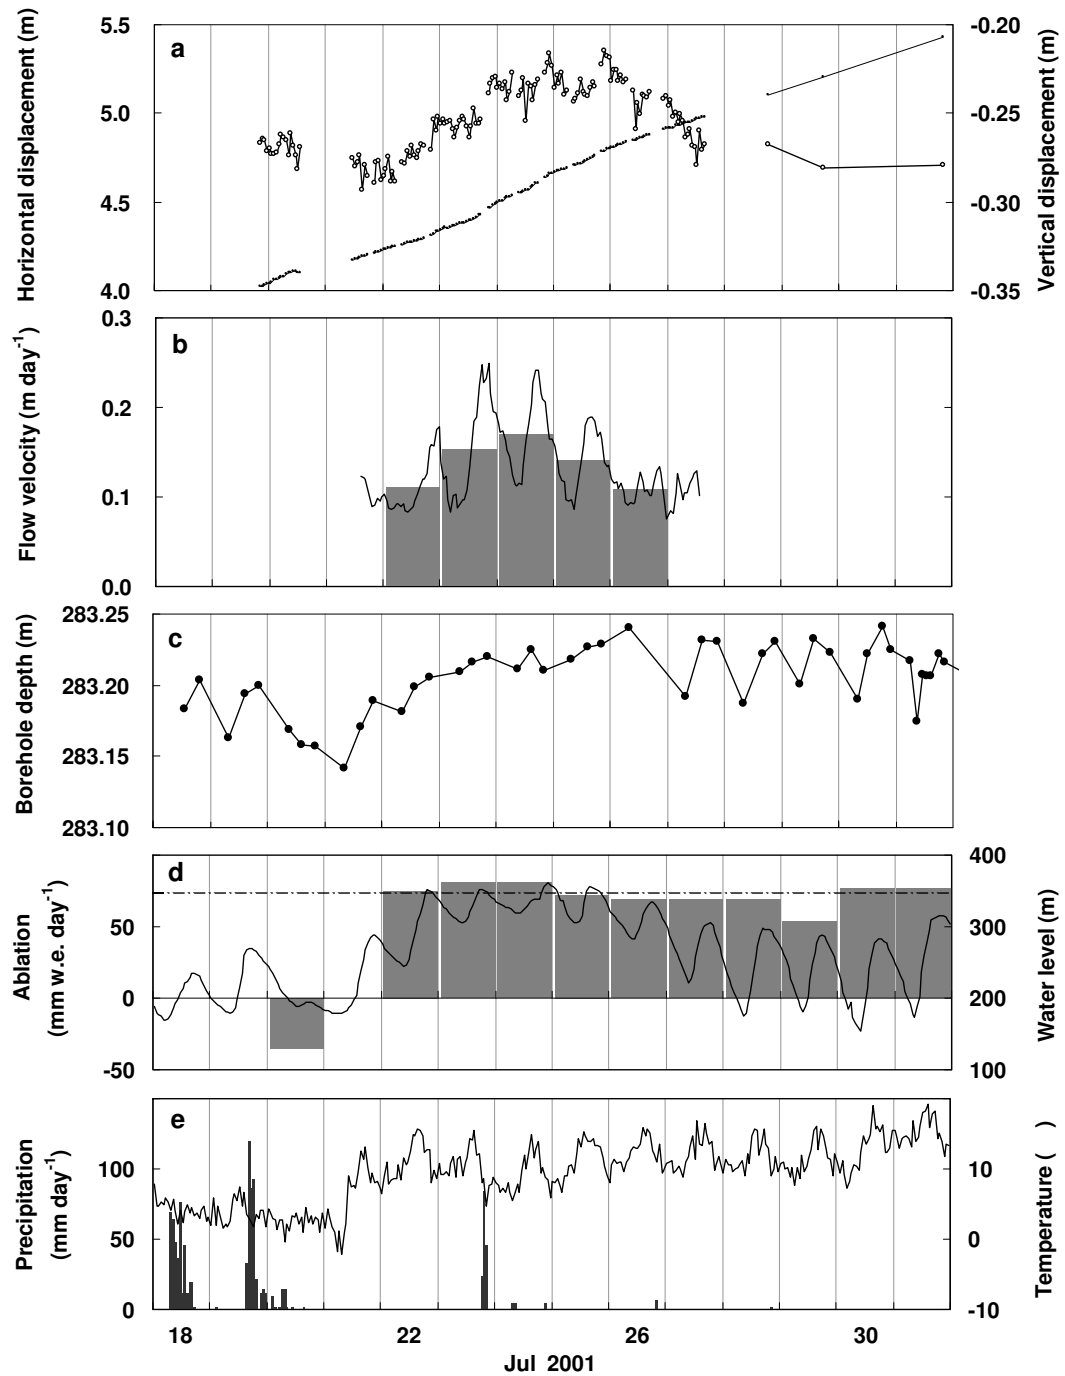 a
Horizontal displacement (m)
5.5
5.0
4.5
4.0
-0.20
-0.25
-0.30
-0.35
Vertical displacement (m)
b
Flow velocity (m day-1)
0.3
0.2
0.1
0.0
c
Borehole depth (m)
283.25
283.20
283.15
283.10
d
Ablation
(mm w.e. day-1)
50
0
-50
400
300
200
100
Water level (m)
e
Precipitation
(mm day-1)
100
50
0
10
0
-10
Temperature ( )
18 22 26 30
Jul 2001